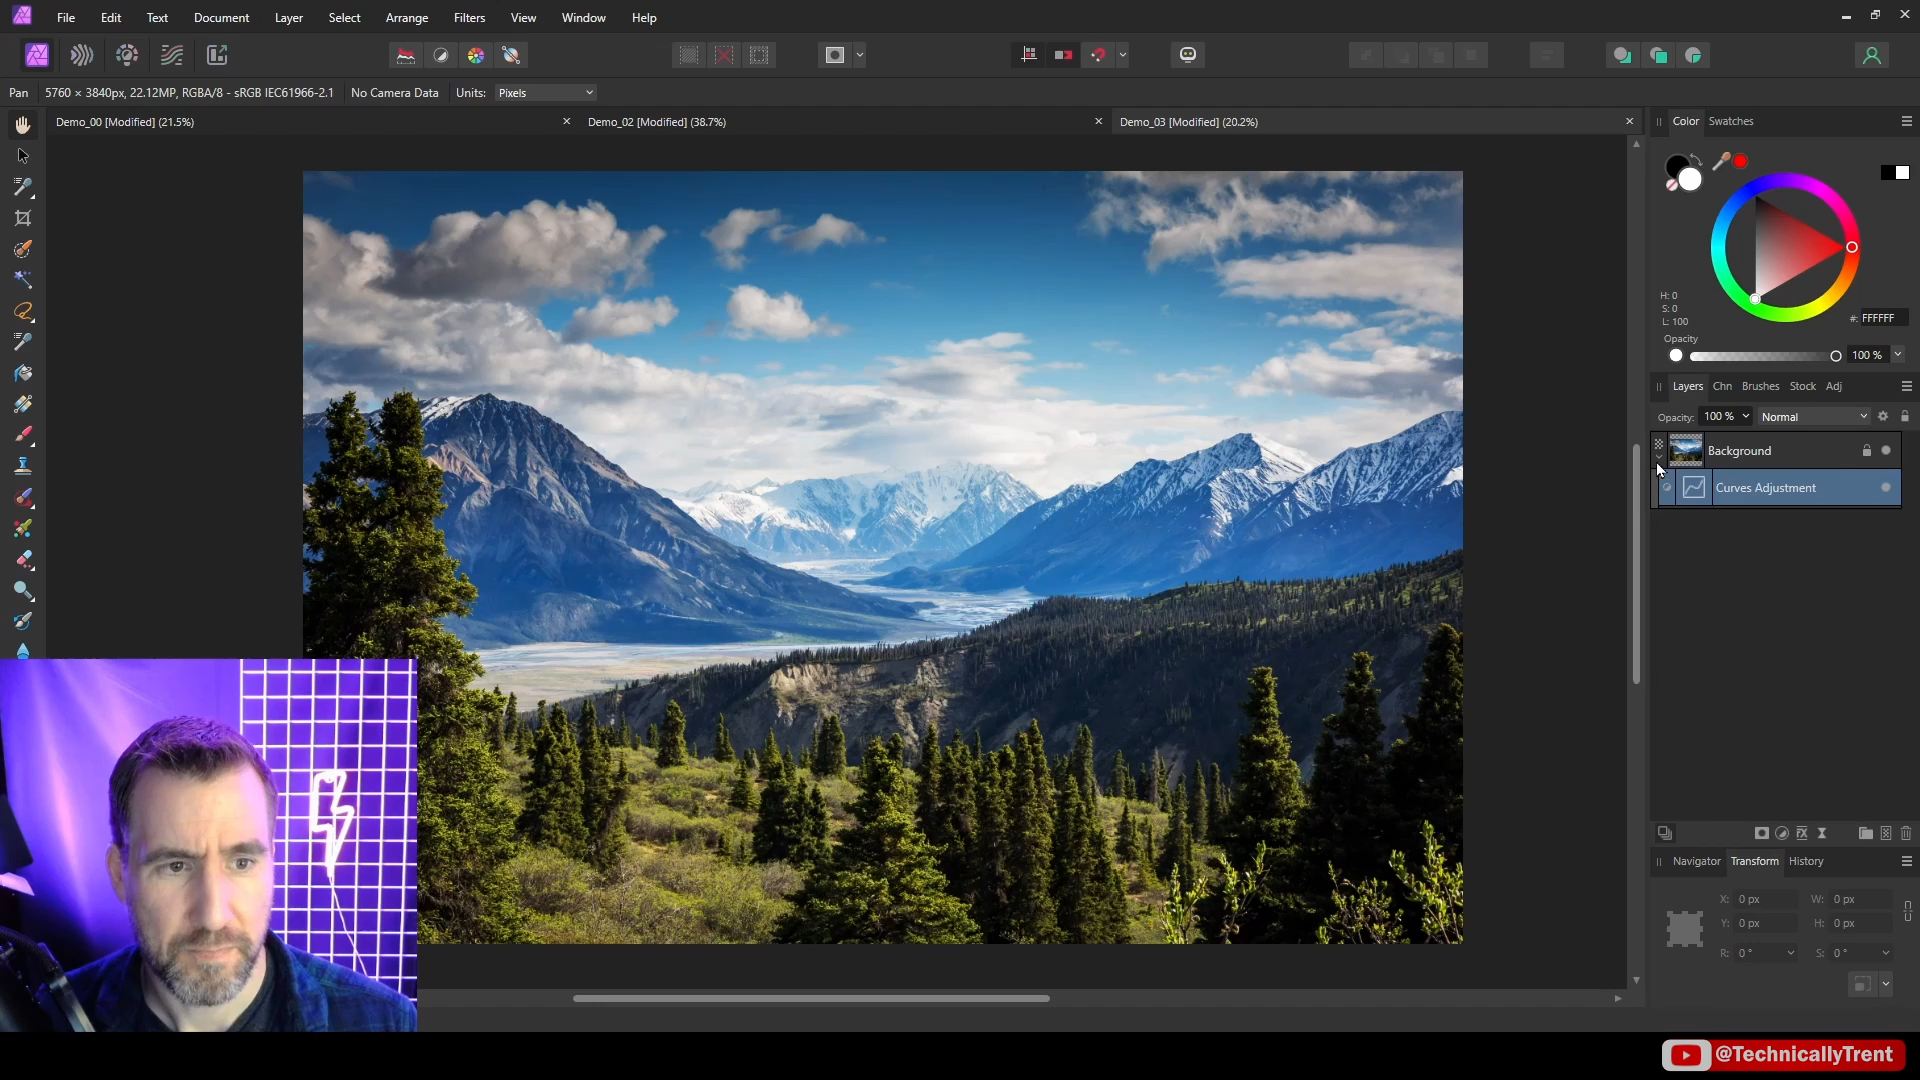 File Edit Text Document Layer Select Arrange Filters View Window Help
Pan 5760 × 3840px, 22.12MP, RGBA/8 - sRGB IEC61966-2.1 No Camera Data Units: Pixels
Demo_00 [Modified] (21.5%) Demo_02 [Modified] (38.7%) Demo_03 [Modified] (20.2%)
Color Swatches
H: 0
S: 0
L: 100
#: FFFFFF
Opacity
100 %
Layers Chn Brushes Stock Adj
Opacity: 100 % Normal
Background
Curves Adjustment
Navigator Transform History
X: 0 px W: 0 px
Y: 0 px H: 0 px
R: 0 ° S: 0 °
@TechnicallyTrent